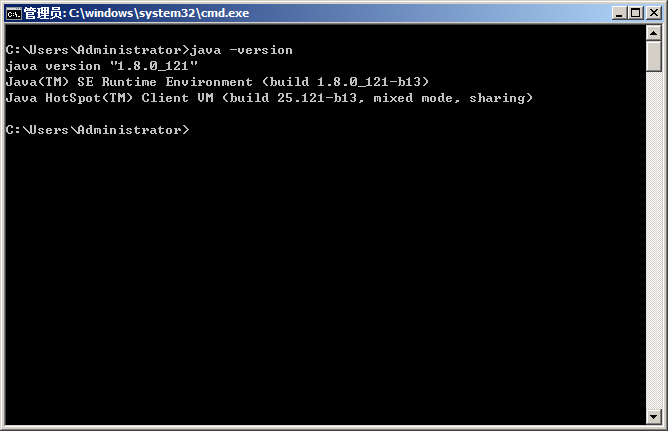 管理员: C:\windows\system32\cmd.exe
C:\Users\Administrator>java -version
java version "1.8.0_121"
Java(TM) SE Runtime Environment (build 1.8.0_121-b13)
Java HotSpot(TM) Client VM (build 25.121-b13, mixed mode, sharing)
C:\Users\Administrator>